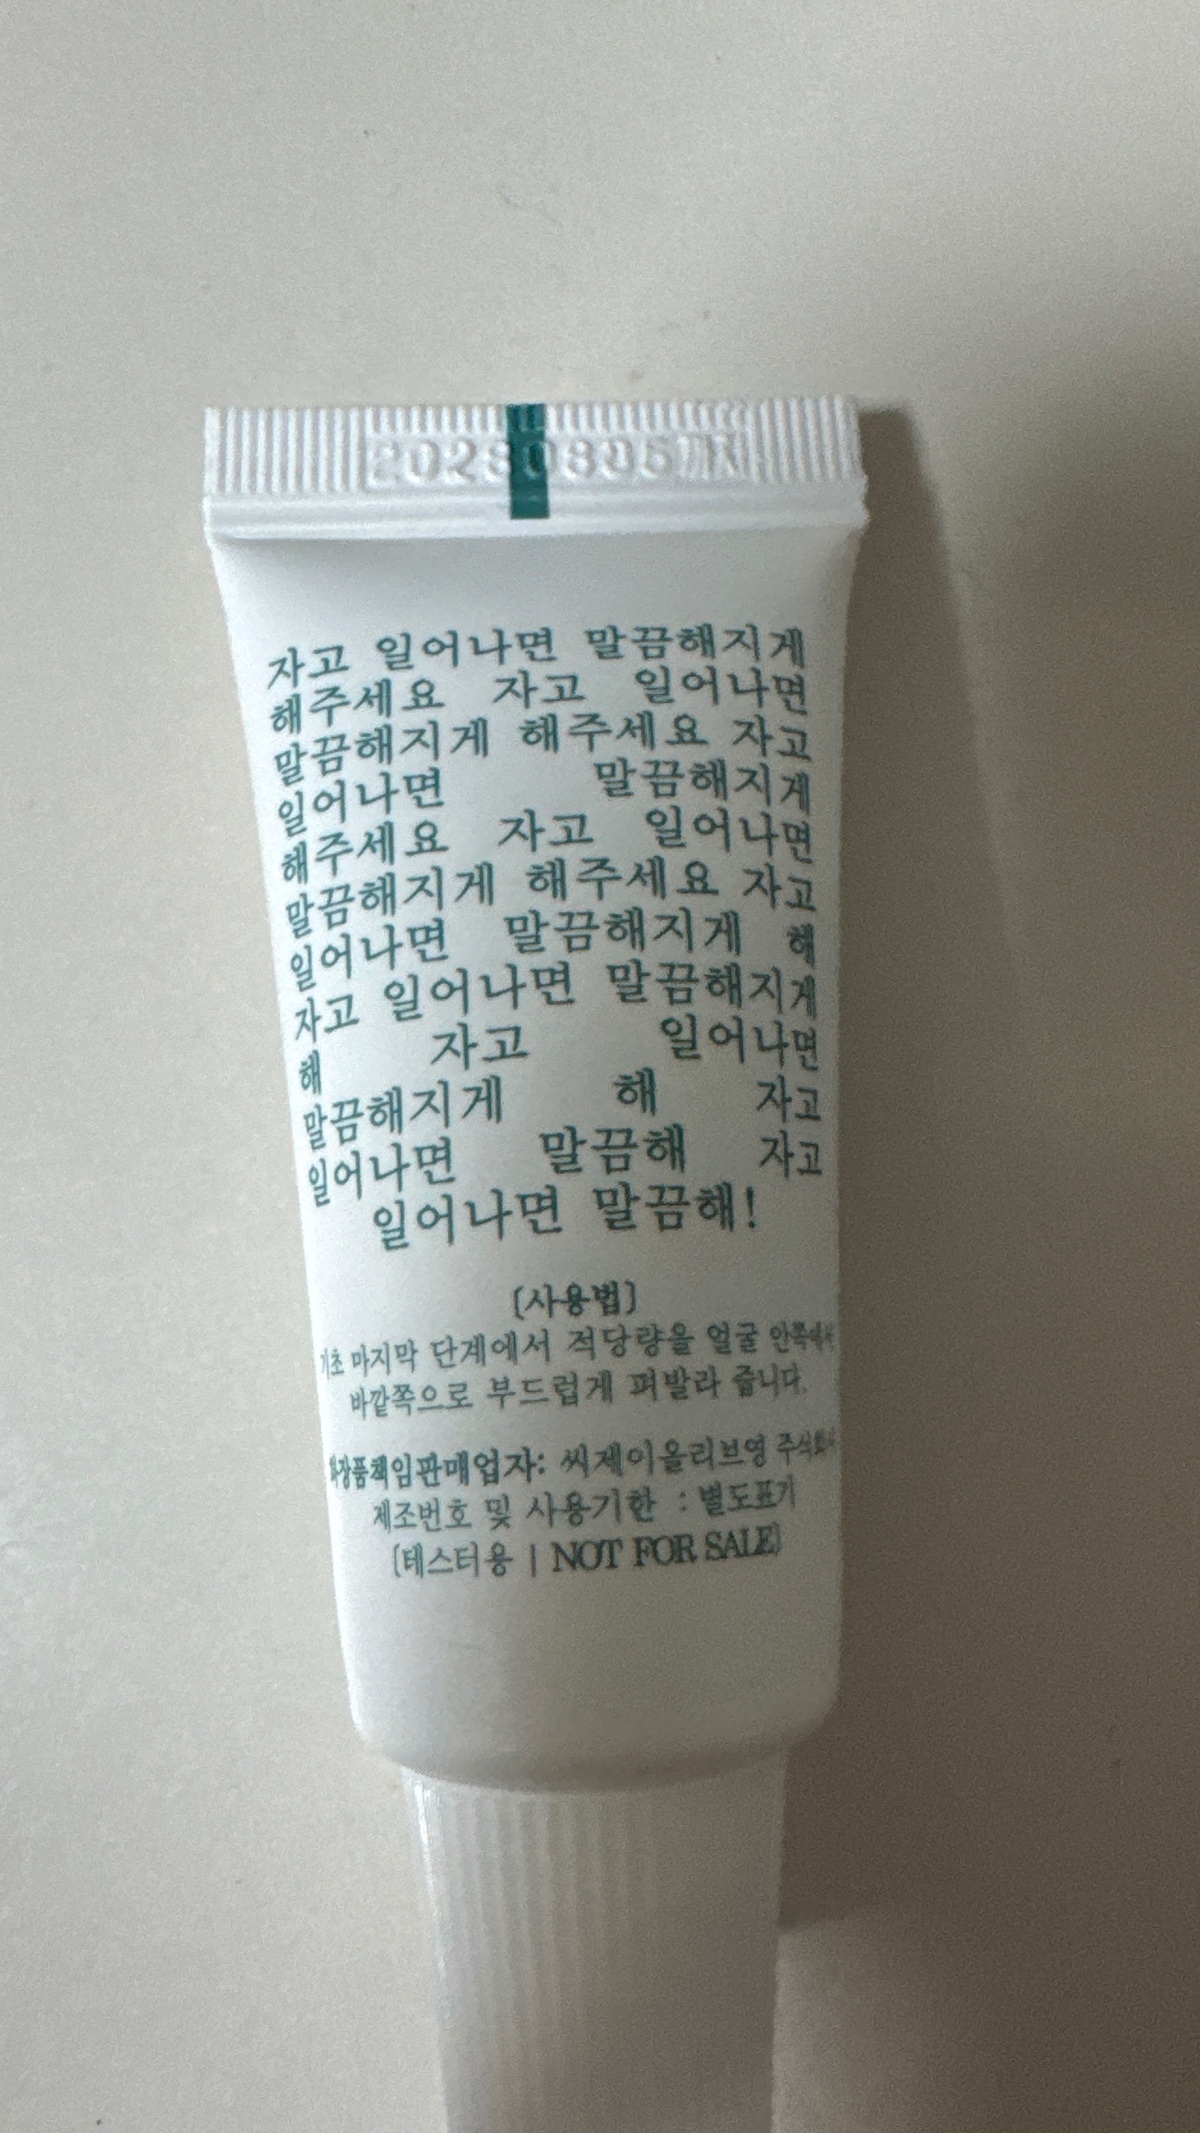 자고 일어나면 말끔해지게
해주세요 자고 일어나면
말끔해지게 해주세요 자고
일어나면 말끔해지게
해주세요 자고 일어나면
말끔해지게 해주세요 자고
일어나면 말끔해지게 해
자고 일어나면 말끔해지게
해 자고 일어나면
말끔해지게 해 자고
일어나면 말끔해 자고
일어나면 말끔해!
[사용법]
기초 마지막 단계에서 적당량을 얼굴 안쪽에서
바깥쪽으로 부드럽게 펴발라 줍니다.
화장품책임판매업자: 씨제이올리브영 주식회사
제조번호 및 사용기한 : 별도표기
[테스터용 | NOT FOR SALE]